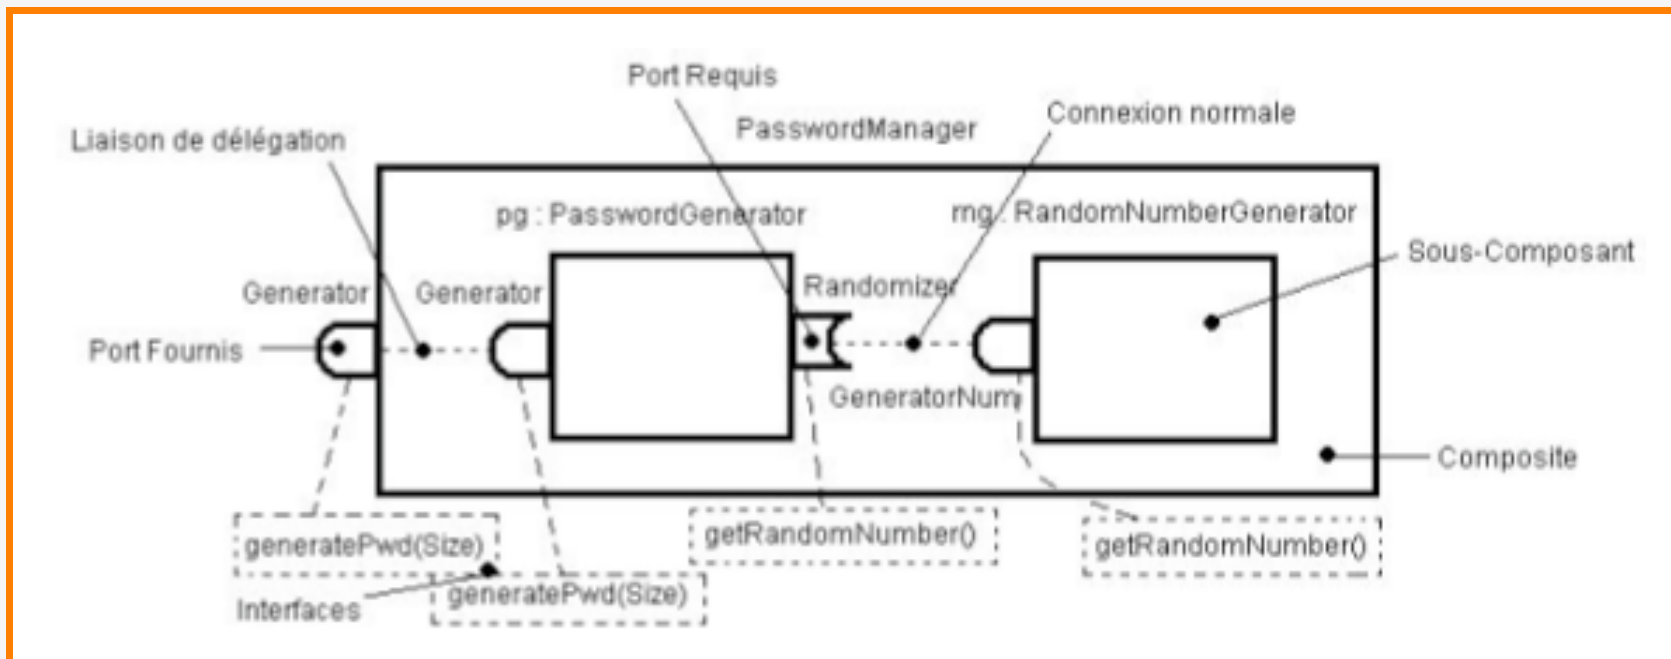 Port Requis
PasswordManager
Connexion normale
Liaison de délégation
pg : PasswordGenerator
rng : RandomNumberGenerator
Sous-Composant
Generator
Generator
Randomizer
Port Fournis
GeneratorNum
Composite
generatePwd(Size)
getRandomNumber()
getRandomNumber()
Interfaces
generatePwd(Size)